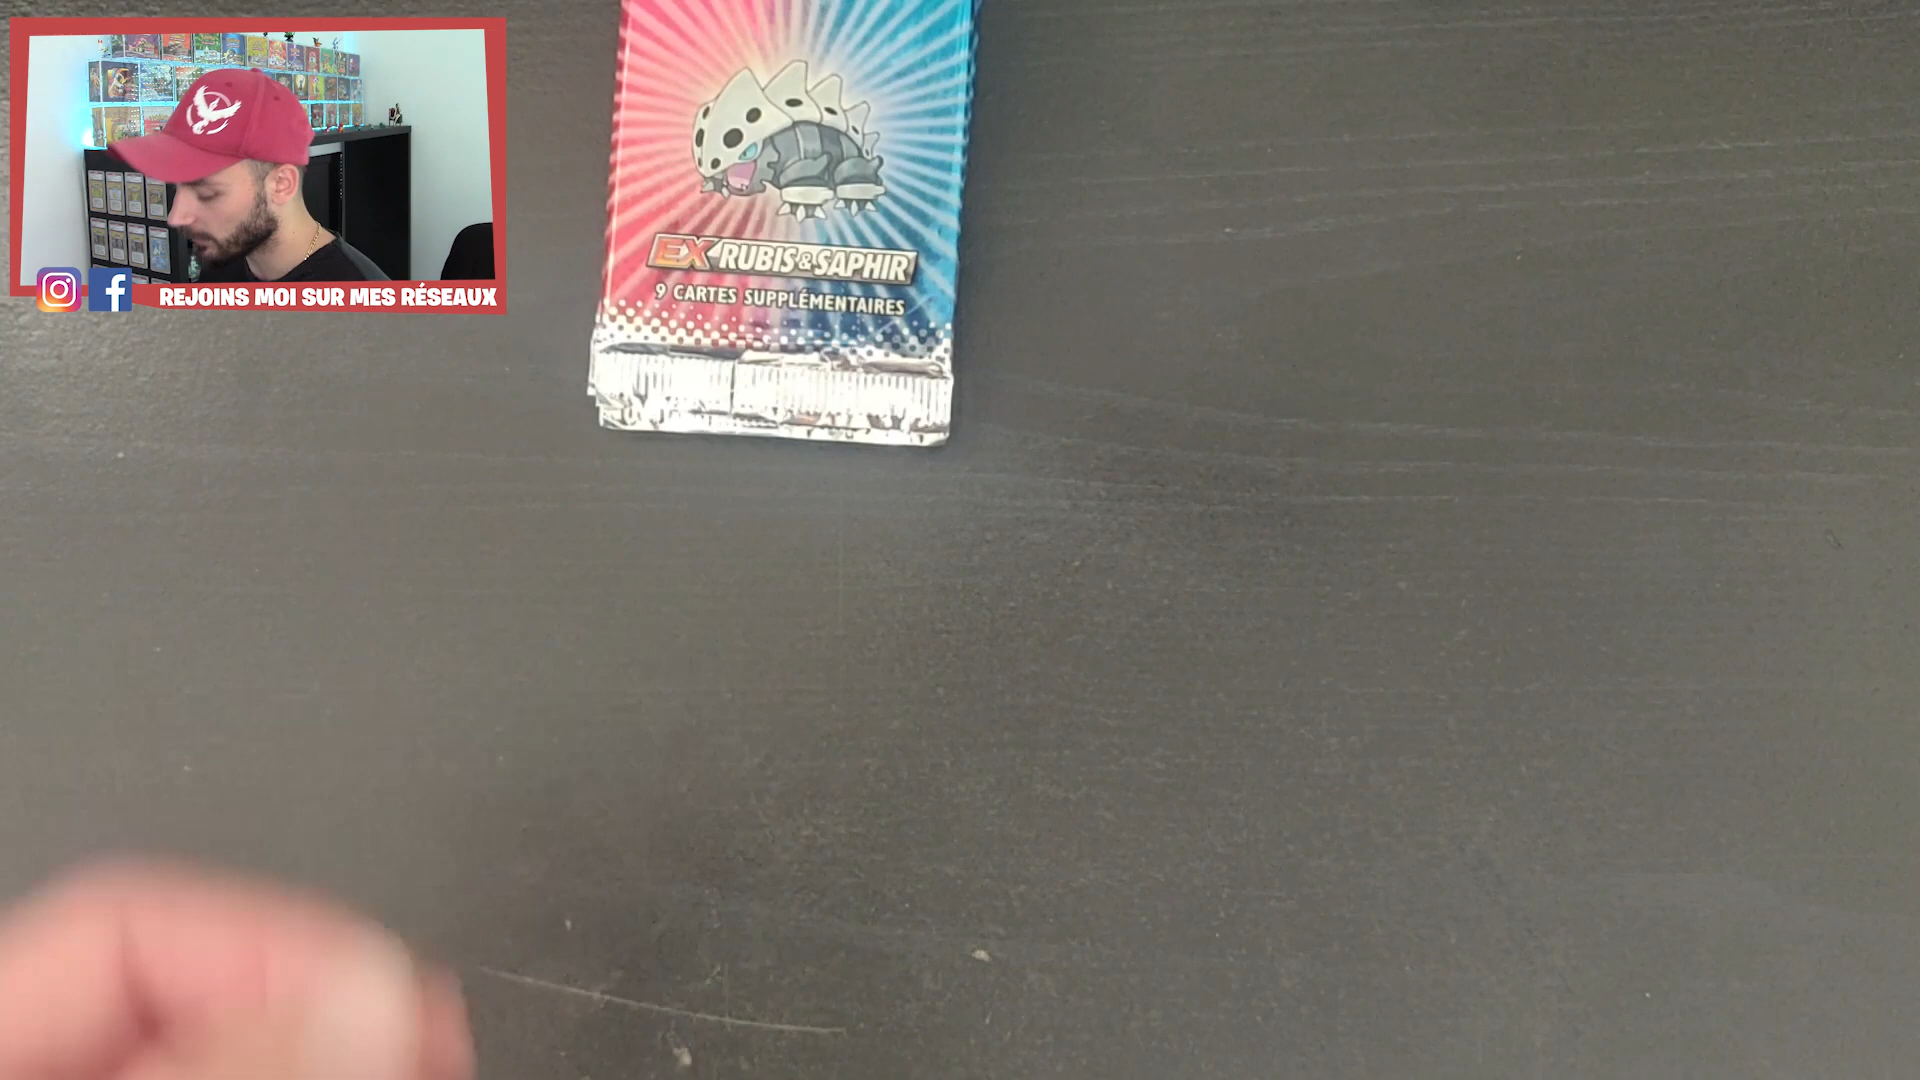 REJOINS MOI SUR MES RÉSEAUX
EX RUBIS & SAPHIR
9 CARTES SUPPLÉMENTAIRES